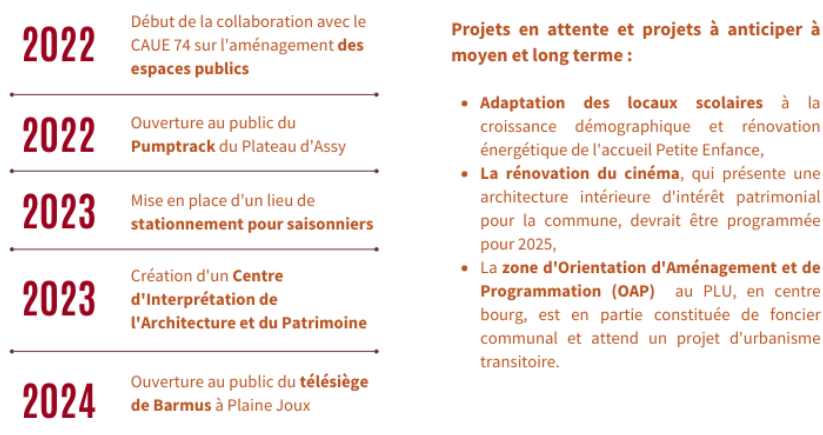 2022
Début de la collaboration avec le
CAUE 74 sur l'aménagement des
espaces publics
2022
Ouverture au public du
Pumptrack du Plateau d'Assy
2023
Mise en place d'un lieu de
stationnement pour saisonniers
2023
Création d'un Centre
d'Interprétation de
l'Architecture et du Patrimoine
2024
Ouverture au public du télésiège
de Barmus à Plaine Joux
Projets en attente et projets à anticiper à
moyen et long terme :
• Adaptation des locaux scolaires à la
croissance démographique et rénovation
énergétique de l'accueil Petite Enfance,
• La rénovation du cinéma, qui présente une
architecture intérieure d'intérêt patrimonial
pour la commune, devrait être programmée
pour 2025,
• La zone d'Orientation d'Aménagement et de
Programmation (OAP) au PLU, en centre
bourg, est en partie constituée de foncier
communal et attend un projet d'urbanisme
transitoire.